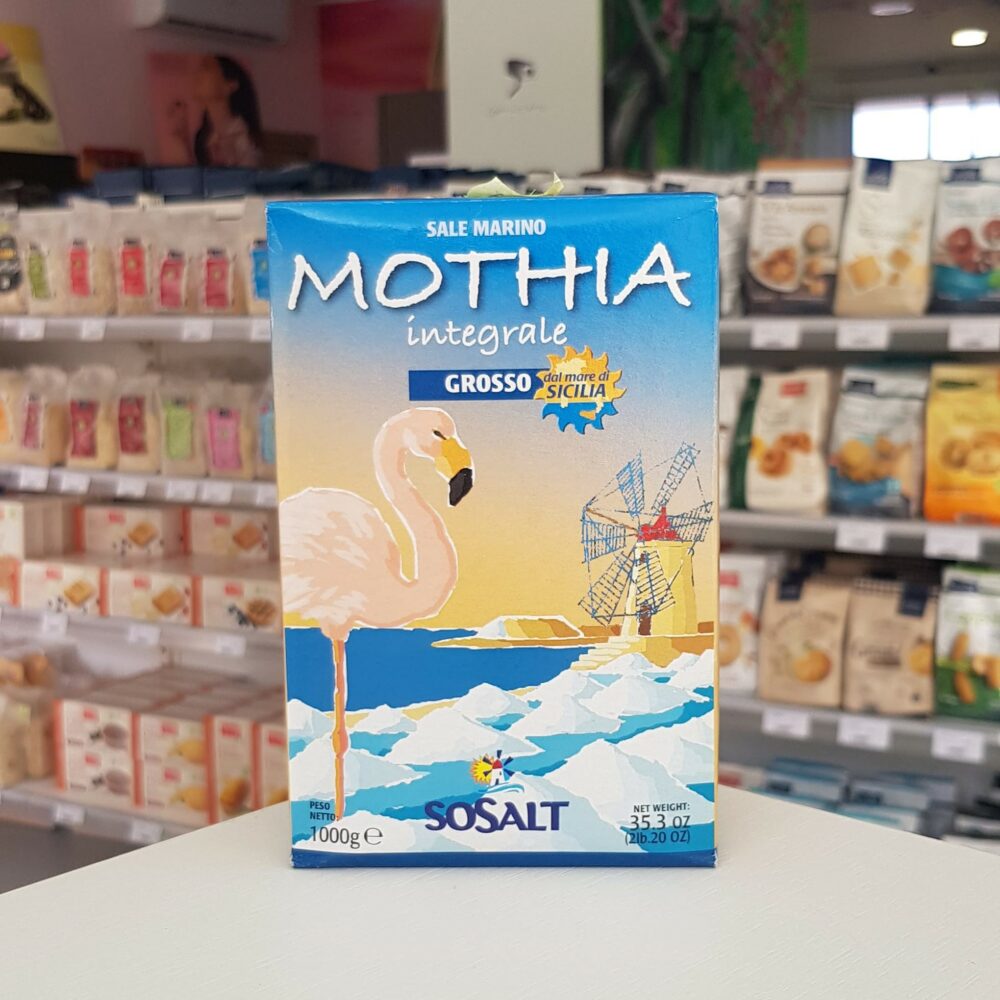 SALE MARINO
MOTHIA
integrale
GROSSO
dal mare di
SICILIA
SOSALT
PESO
NETTO:
1000g e
NET WEIGHT:
35.3 OZ
(2lb.20 OZ)